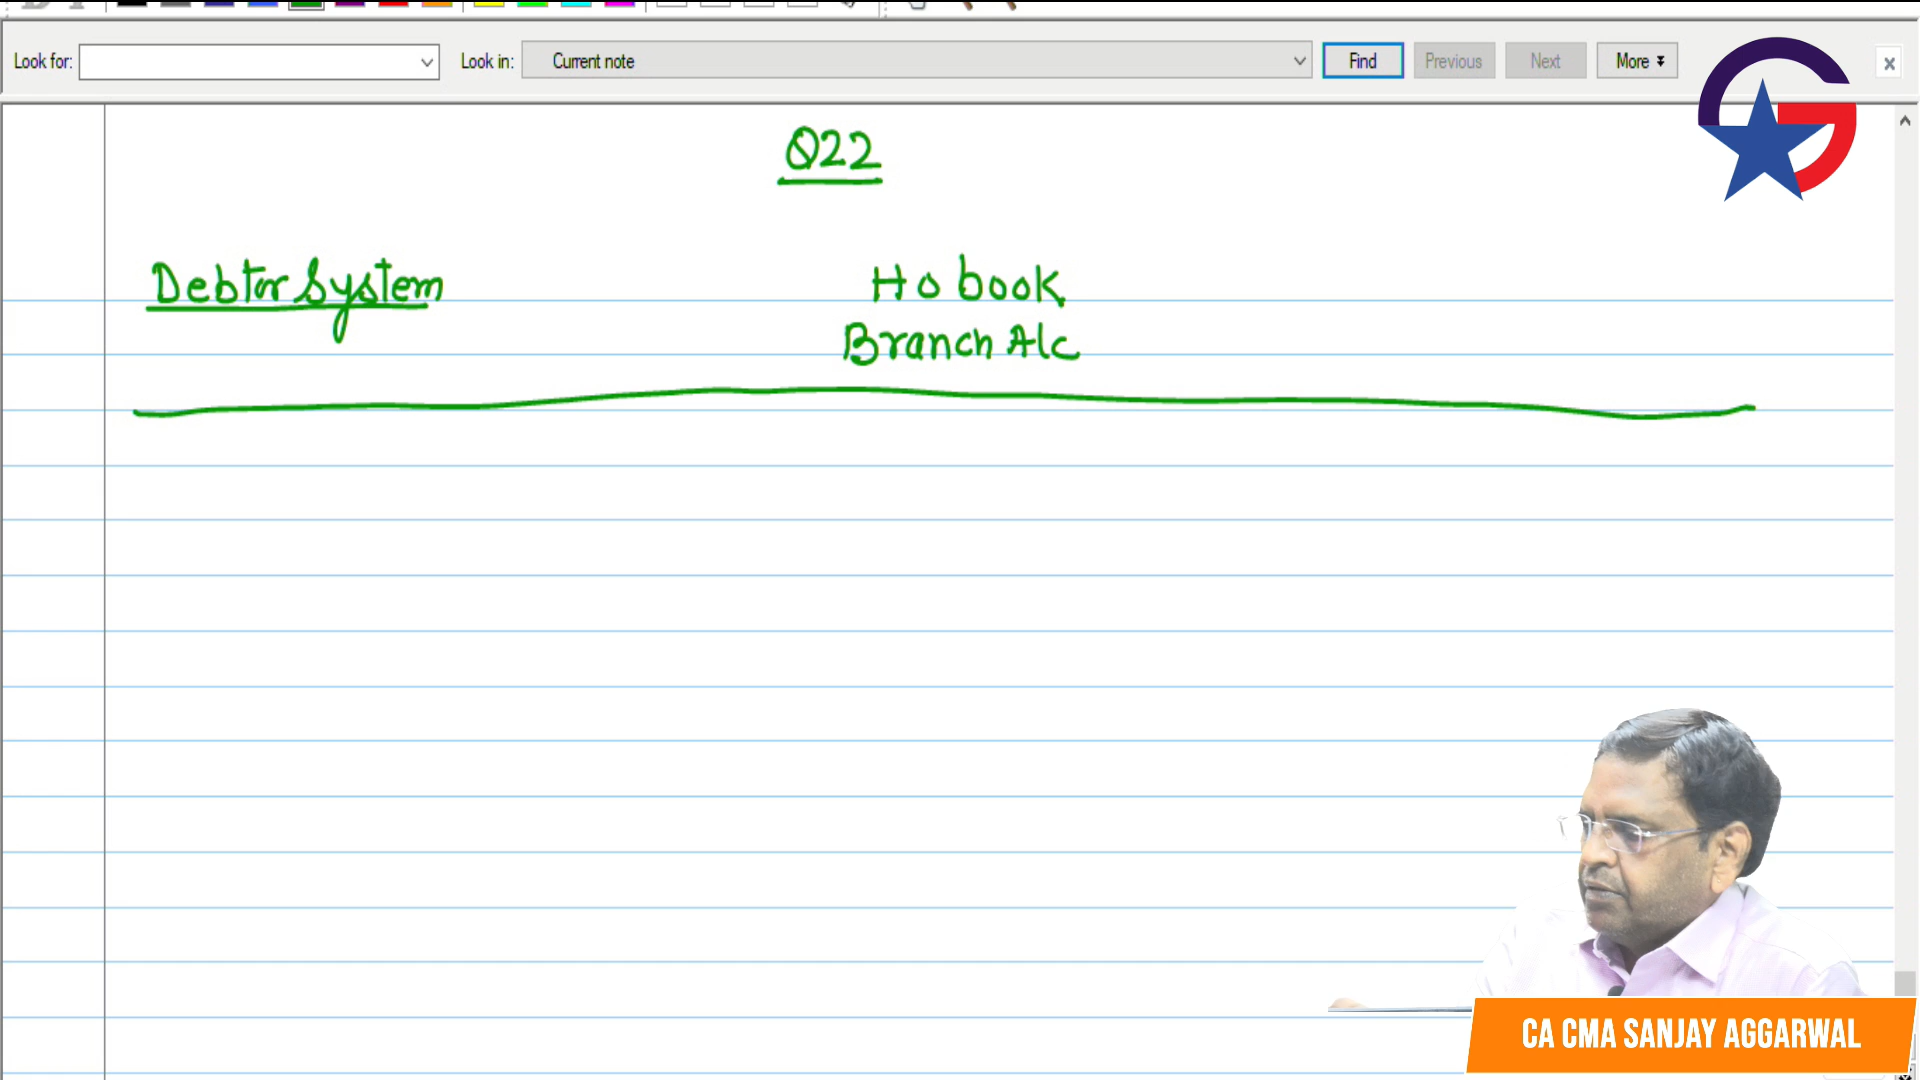 Look for:
Look in: Current note Find Previous Next More
Q22
Debtor System
H O book
Branch A/c
CA CMA SANJAY AGGARWAL